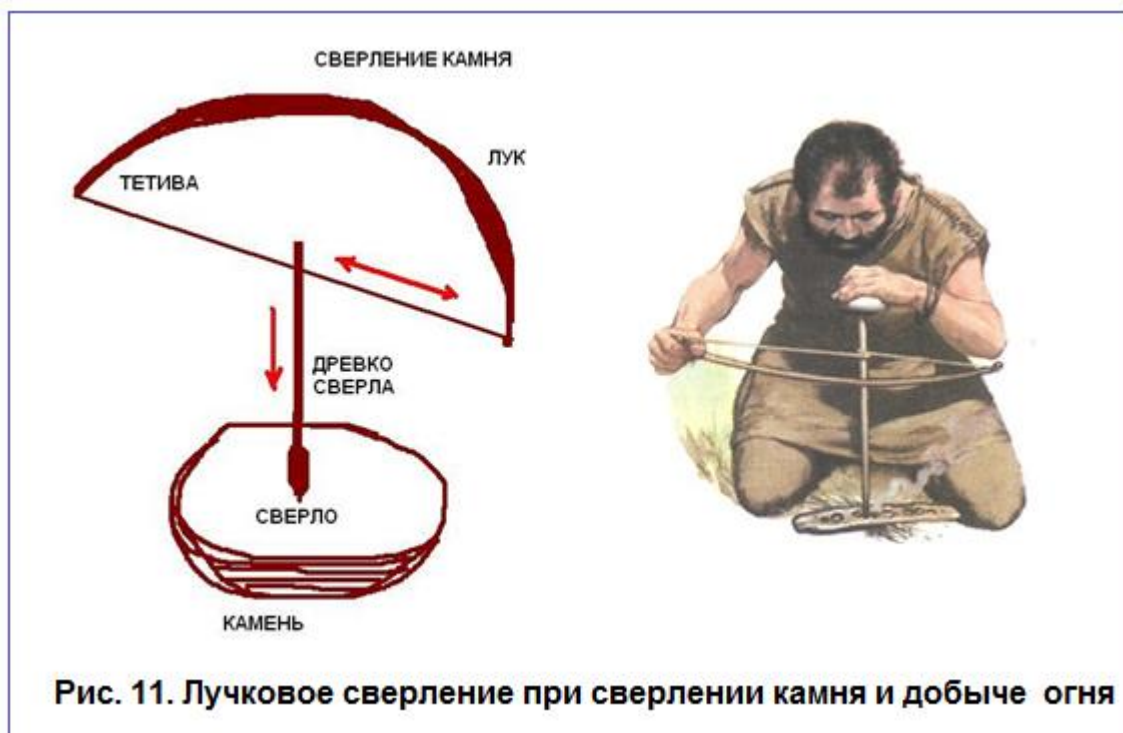 СВЕРЛЕНИЕ КАМНЯ
ЛУК
ТЕТИВА
ДРЕВКО
СВЕРЛА
СВЕРЛО
КАМЕНЬ
Рис. 11. Лучковое сверление при сверлении камня и добыче огня